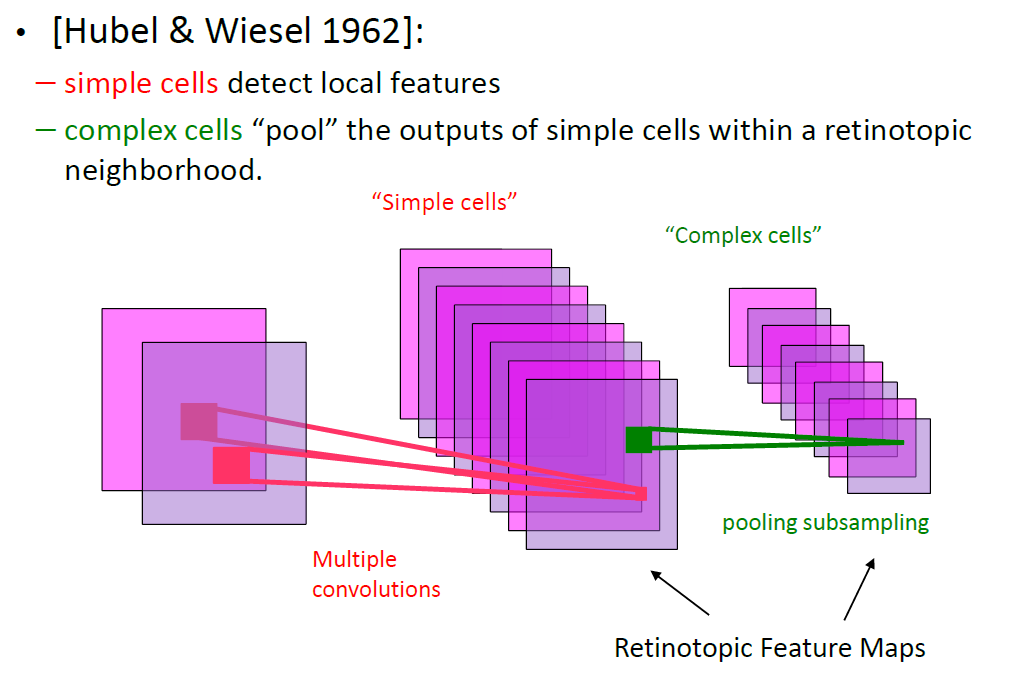 • [Hubel & Wiesel 1962]:
– simple cells detect local features
– complex cells “pool” the outputs of simple cells within a retinotopic
neighborhood.
“Simple cells”
“Complex cells”
pooling subsampling
Multiple
convolutions
Retinotopic Feature Maps